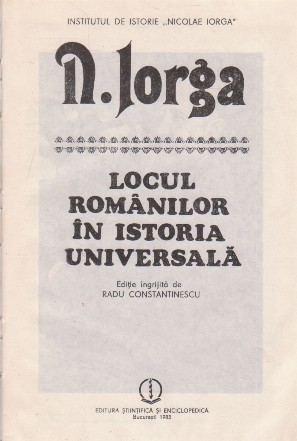 INSTITUTUL DE ISTORIE „NICOLAE IORGA"
N. Iorga
LOCUL
ROMÂNILOR
ÎN ISTORIA
UNIVERSALĂ
Ediție îngrijită de
RADU CONSTANTINESCU
EDITURA ȘTIINȚIFICĂ ȘI ENCICLOPEDICĂ
București 1985